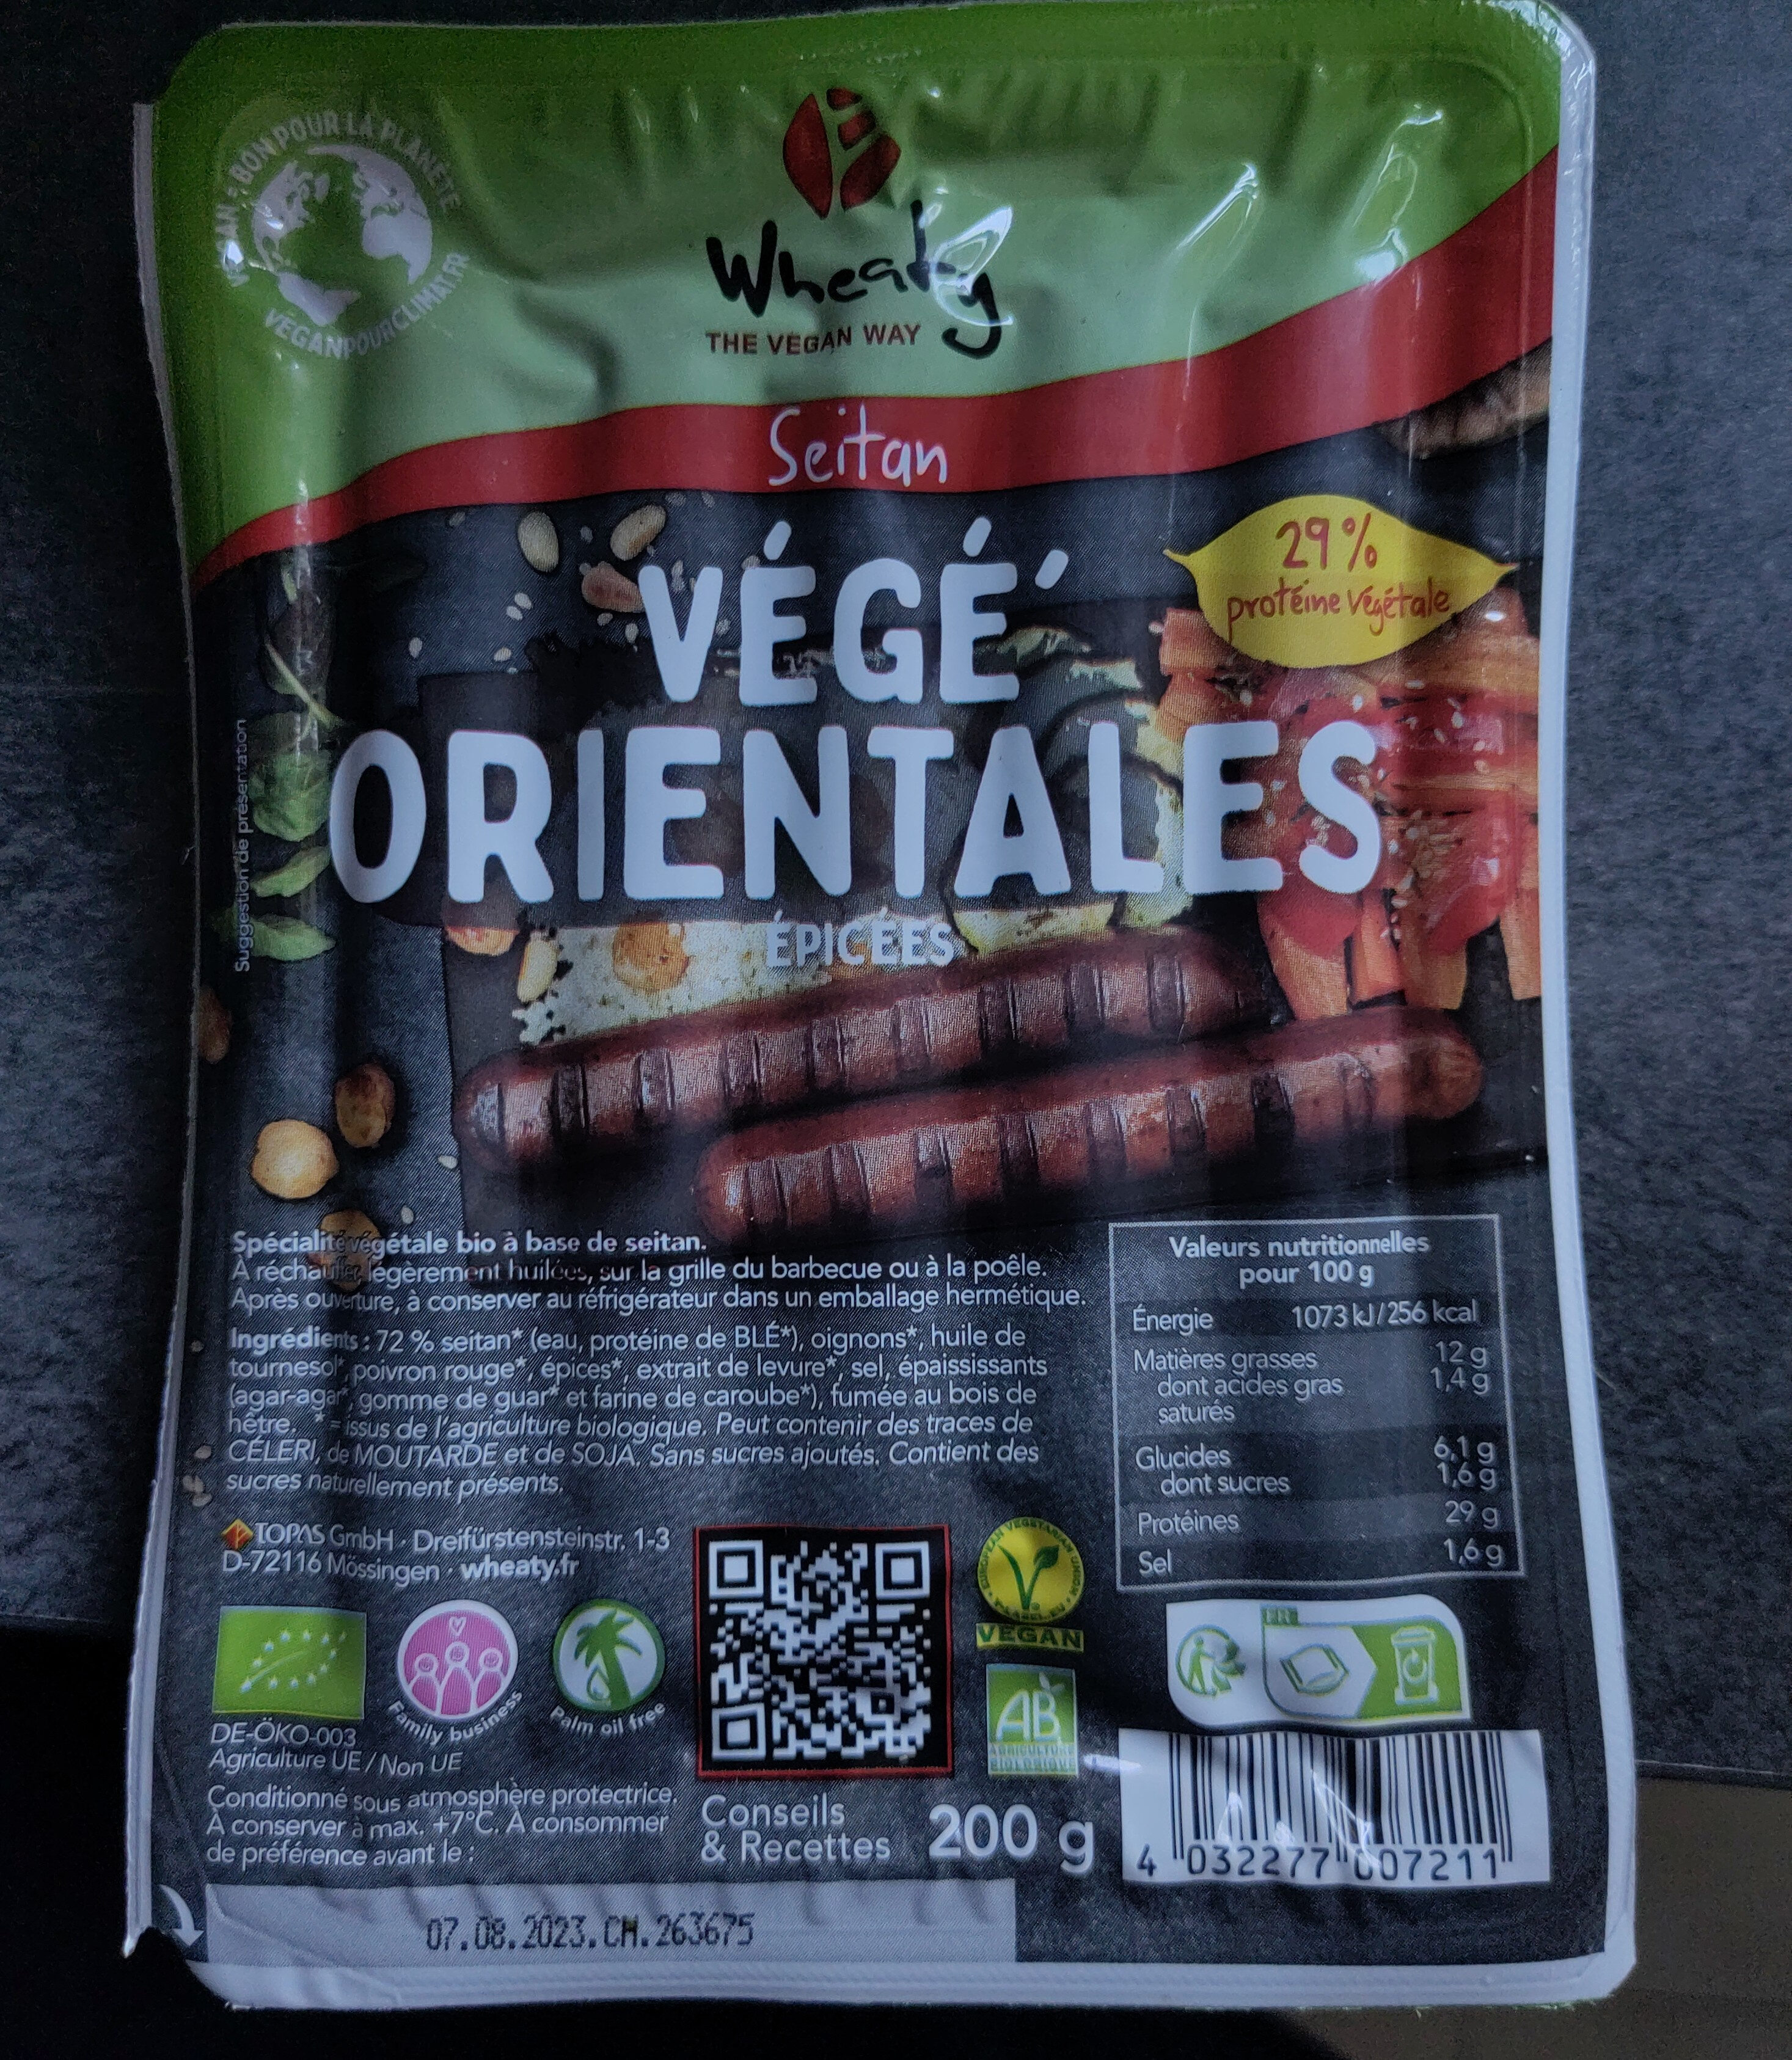 VEGAN : BON POUR LA PLANÈTE
VEGANPOURCLIMAT.FR
Wheaty
THE VEGAN WAY
Seitan
29%
protéine végétale
VÉGÉ'
ORIENTALES
ÉPICÉES
Suggestion de présentation
Spécialité végétale bio à base de seitan.
À réchauffer légèrement huilées, sur la grille du barbecue ou à la poêle.
Après ouverture, à conserver au réfrigérateur dans un emballage hermétique.
Ingrédients : 72 % seitan* (eau, protéine de BLÉ*), oignons*, huile de
tournesol*, poivron rouge*, épices*, extrait de levure*, sel, épaississants
(agar-agar*, gomme de guar* et farine de caroube*), fumée au bois de
hêtre. * = issus de l'agriculture biologique. Peut contenir des traces de
CÉLERI, de MOUTARDE et de SOJA. Sans sucres ajoutés. Contient des
sucres naturellement présents.
Valeurs nutritionnelles
pour 100 g
Énergie 1073 kJ/256 kcal
Matières grasses 12 g
dont acides gras 1,4 g
saturés
Glucides 6,1 g
dont sucres 1,6 g
Protéines 29 g
Sel 1,6 g
TOPAS GmbH · Dreifürstensteinstr. 1-3
D-72116 Mössingen · wheaty.fr
EUROPEAN VEGETARIAN UNION
V-LABEL.EU
VEGAN
Family business
Palm oil free
DE-ÖKO-003
Agriculture UE / Non UE
AB
AGRICULTURE
BIOLOGIQUE
FR
Conditionné sous atmosphère protectrice.
À conserver à max. +7°C. À consommer
de préférence avant le :
Conseils
& Recettes
200 g
4 032277 007211
07.08.2023.CM.263675